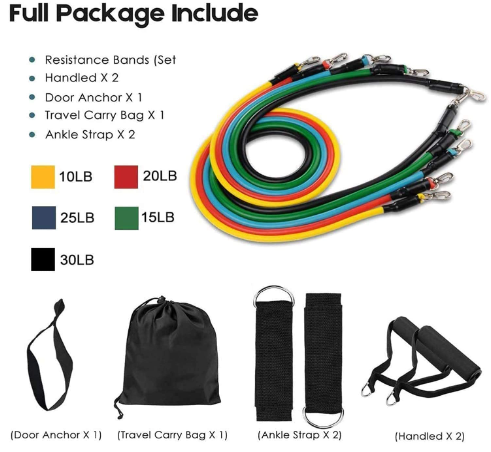 Full Package Include
Resistance Bands (Set
Handled X 2
Door Anchor X 1
Travel Carry Bag X 1
Ankle Strap X 2
10LB
20LB
25LB
15LB
30LB
(Door Anchor X 1)
(Travel Carry Bag X 1)
(Ankle Strap X 2)
(Handled X 2)